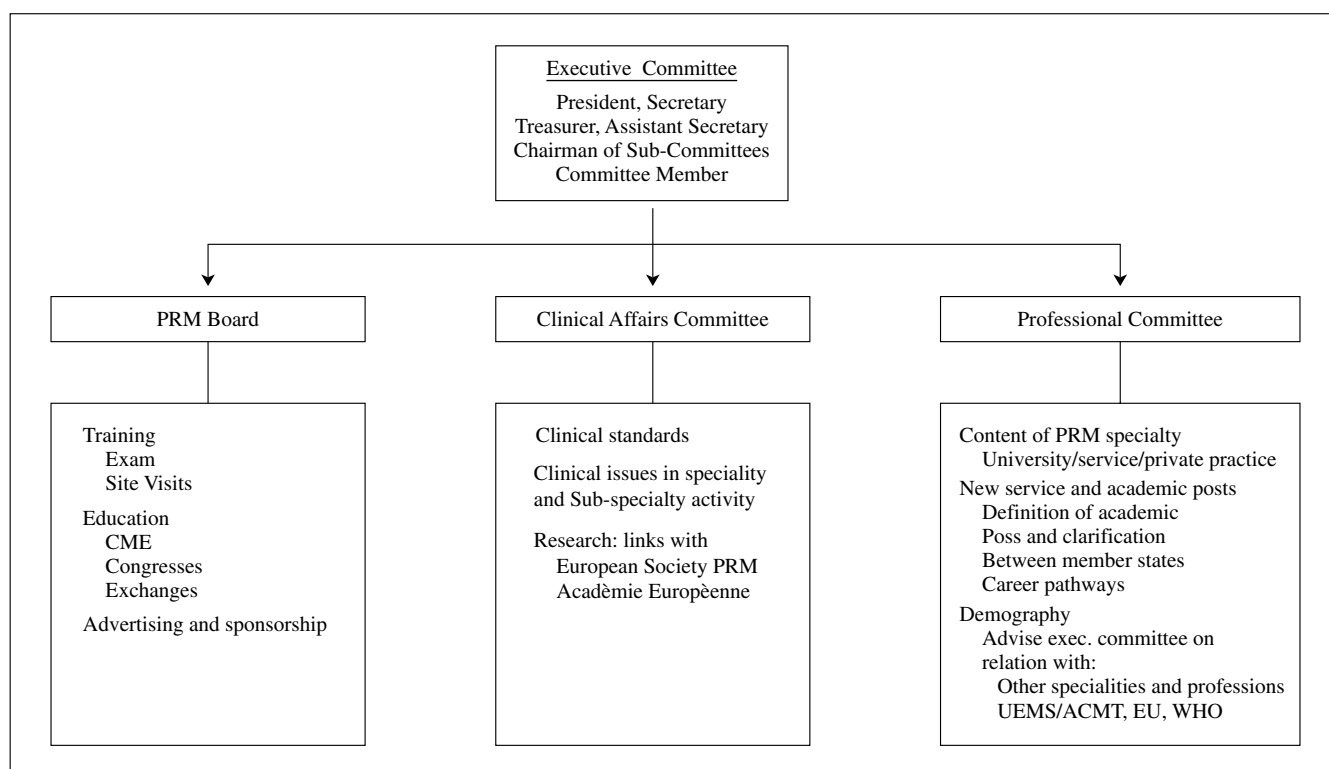 Executive Committee
President, Secretary
Treasurer, Assistant Secretary
Chairman of Sub-Committees
Committee Member
PRM Board
Clinical Affairs Committee
Professional Committee
Training
Exam
Site Visits
Education
CME
Congresses
Exchanges
Advertising and sponsorship
Clinical standards
Clinical issues in speciality
and Sub-specialty activity
Research: links with
European Society PRM
Acadèmie Europèenne
Content of PRM specialty
University/service/private practice
New service and academic posts
Definition of academic
Poss and clarification
Between member states
Career pathways
Demography
Advise exec. committee on
relation with:
Other specialities and professions
UEMS/ACMT, EU, WHO